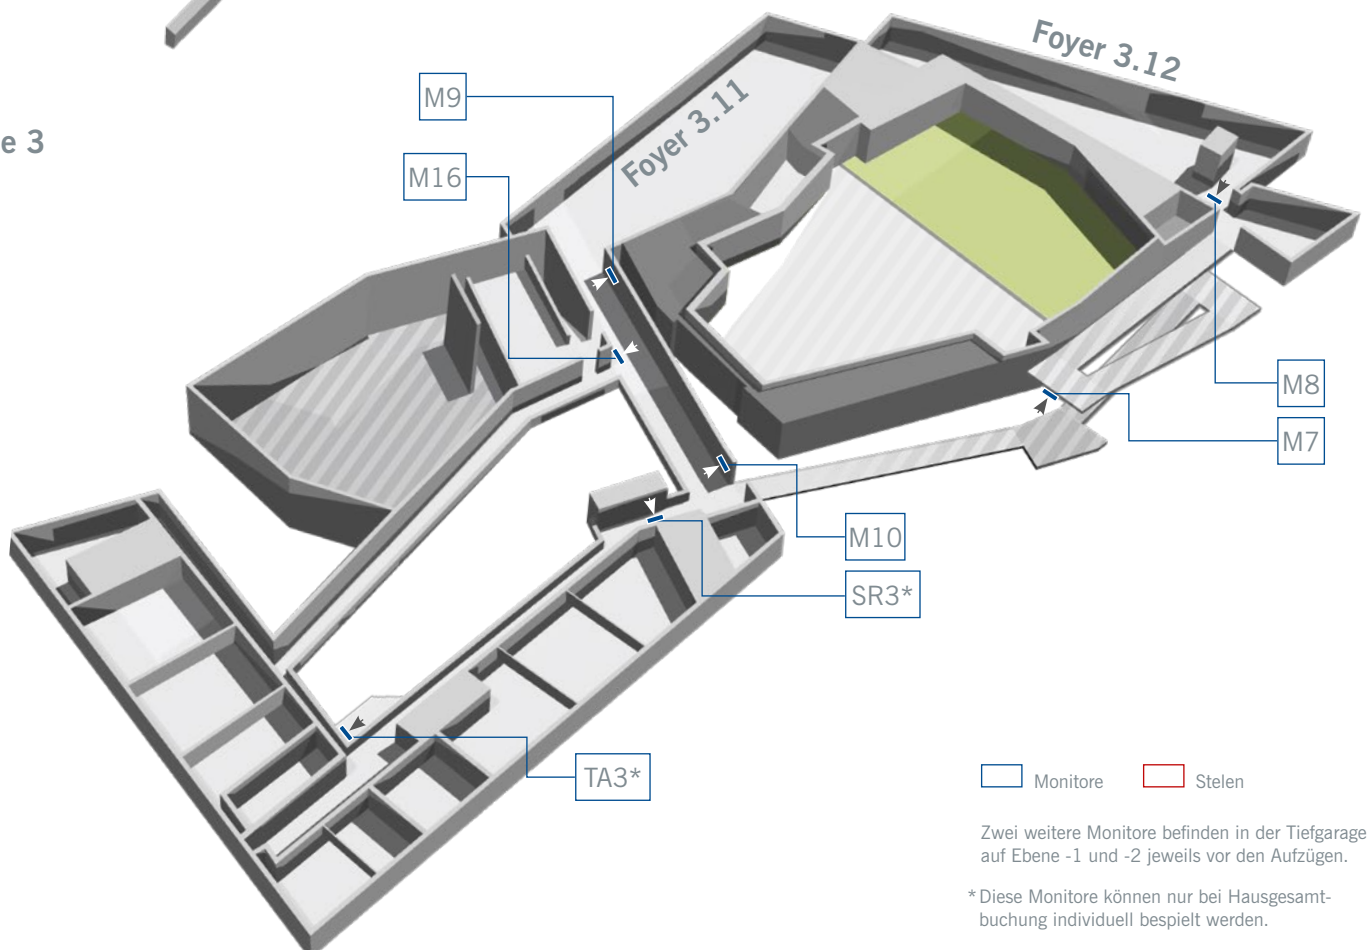 Foyer 3.12
M9
Foyer 3.11
e 3
M16
M8
M7
M10
SR3*
TA3*
Monitore
Stelen
Zwei weitere Monitore befinden in der Tiefgarage
auf Ebene -1 und -2 jeweils vor den Aufzügen.
* Diese Monitore können nur bei Hausgesamt-
buchung individuell bespielt werden.